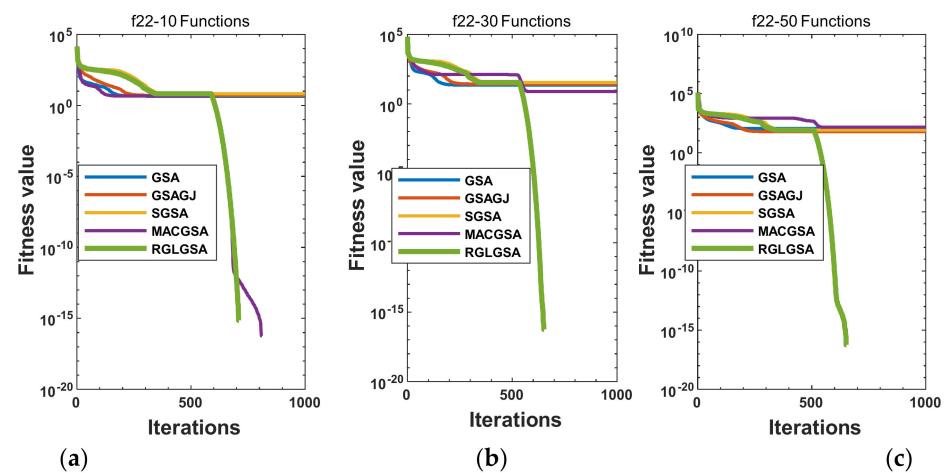 f22-10 Functions
10^5
10^0
10^-5
10^-10
10^-15
10^-20
Fitness value
GSA
GSAGJ
SGSA
MACGSA
RGLGSA
0
500
1000
Iterations
(a)
f22-30 Functions
10^5
10^0
10^-15
10^-20
Fitness value
GSA
GSAGJ
SGSA
MACGSA
RGLGSA
0
500
1000
Iterations
(b)
f22-50 Functions
10^10
10^5
10^0
10^-10
10^-15
10^-20
Fitness value
GSA
GSAGJ
SGSA
MACGSA
RGLGSA
0
500
1000
Iterations
(c)